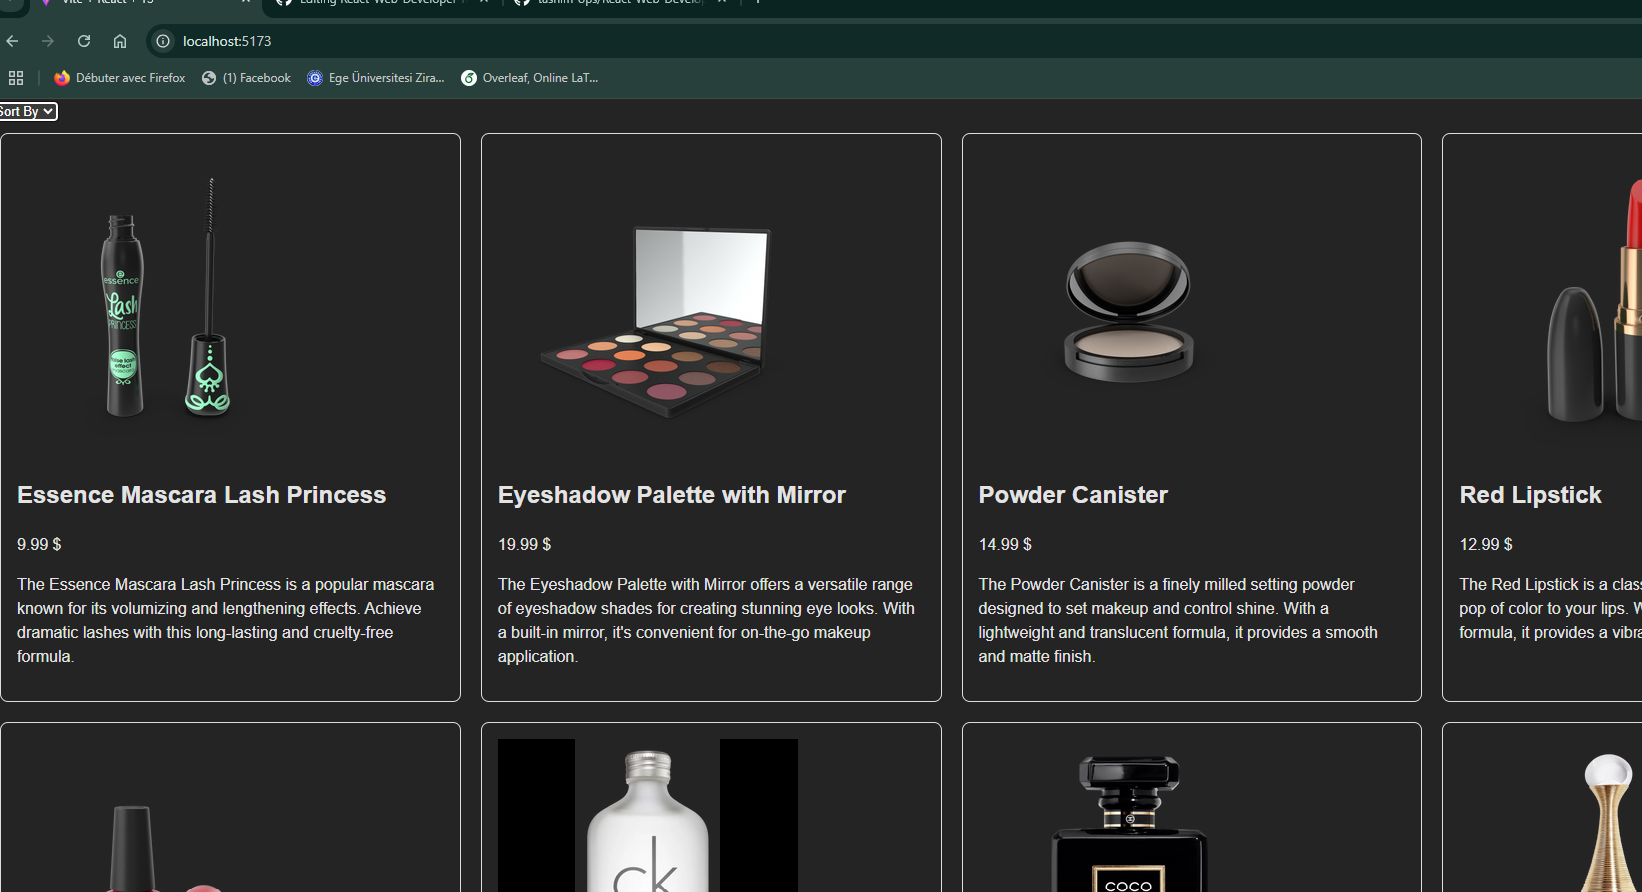 localhost:5173
Débuter avec Firefox
(1) Facebook
Ege Üniversitesi Zira...
Overleaf, Online LaT...
Sort By
essence
Lash
PRINCESS
false lash
effect
Essence Mascara Lash Princess
9.99 $
The Essence Mascara Lash Princess is a popular mascara
known for its volumizing and lengthening effects. Achieve
dramatic lashes with this long-lasting and cruelty-free
formula.
Eyeshadow Palette with Mirror
19.99 $
The Eyeshadow Palette with Mirror offers a versatile range
of eyeshadow shades for creating stunning eye looks. With
a built-in mirror, it's convenient for on-the-go makeup
application.
Powder Canister
14.99 $
The Powder Canister is a finely milled setting powder
designed to set makeup and control shine. With a
lightweight and translucent formula, it provides a smooth
and matte finish.
Red Lipstick
12.99 $
The Red Lipstick is a
pop of color to your lips.
formula, it provides a
ck
COCO